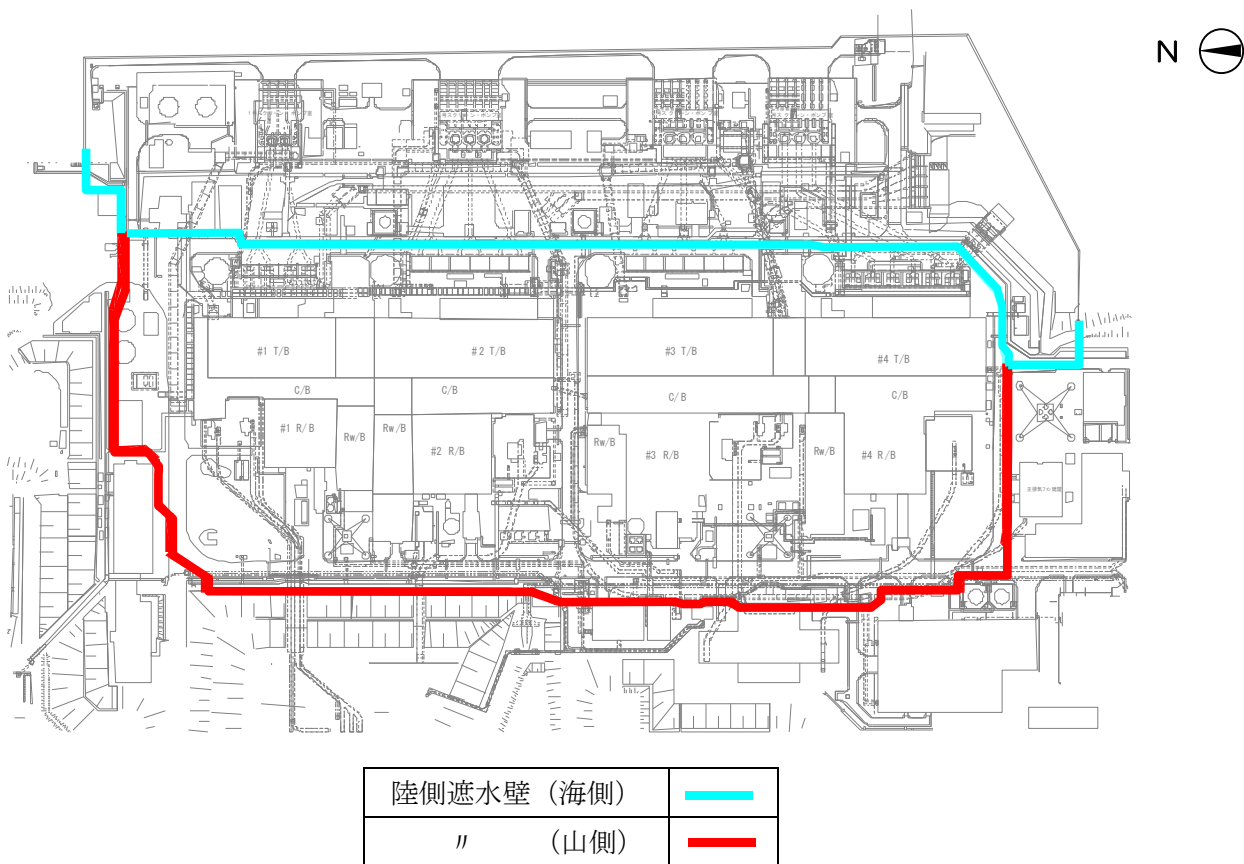 N
#1 T/B
#2 T/B
#3 T/B
#4 T/B
C/B
C/B
C/B
C/B
#1 R/B
Rw/B
Rw/B
#2 R/B
Rw/B
#3 R/B
Rw/B
#4 R/B
陸側遮水壁（海側）
〃 （山側）